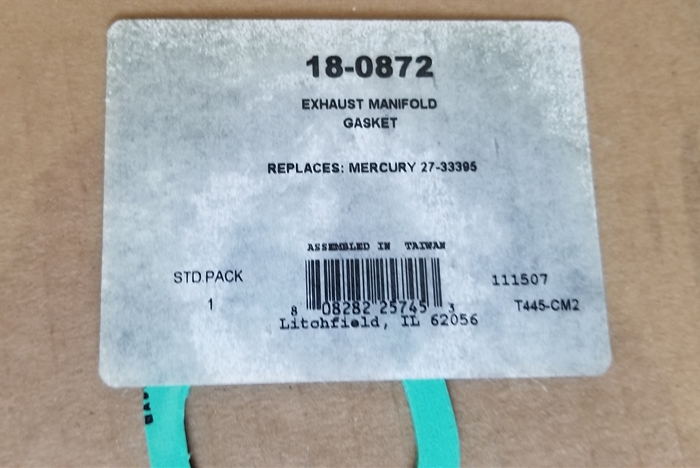 18-0872
EXHAUST MANIFOLD
GASKET
REPLACES: MERCURY 27-33395
ASSEMBLED IN TAIWAN
STD.PACK
1
8 08282 25745 3
Litchfield, IL 62056
111507
T445-CM2